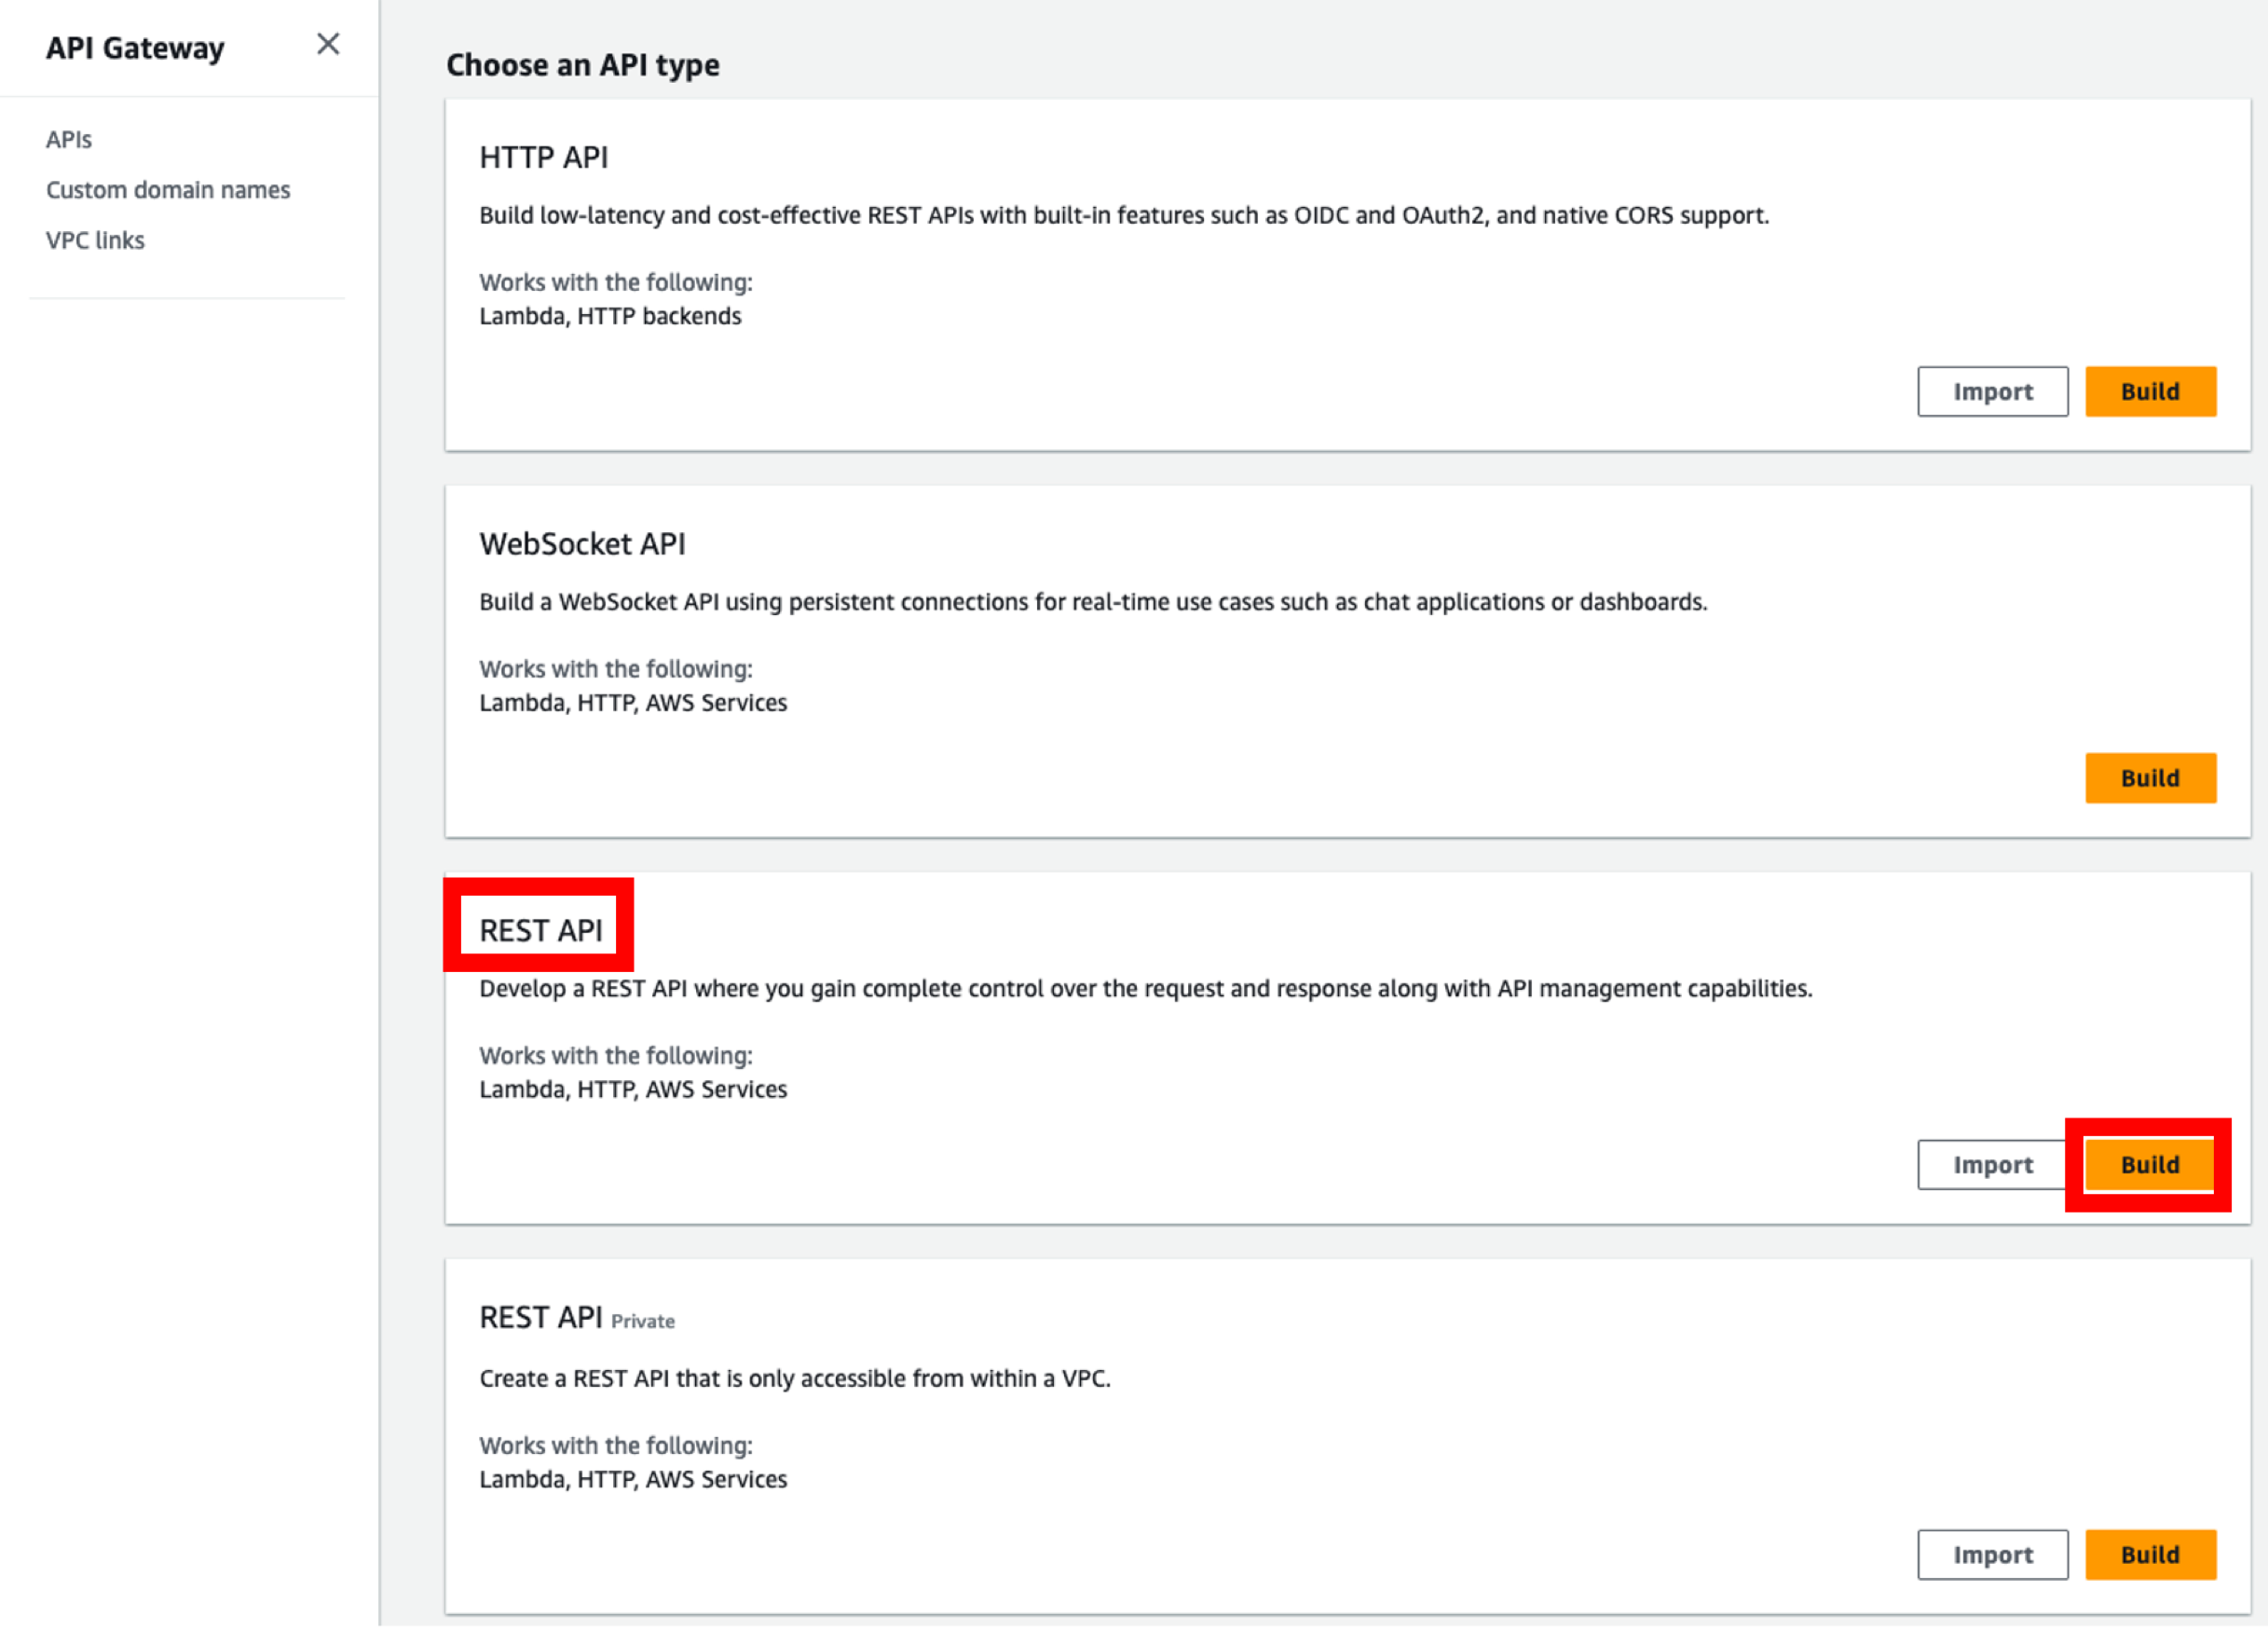 API Gateway
APIs
Custom domain names
VPC links
Choose an API type
HTTP API
Build low-latency and cost-effective REST APIs with built-in features such as OIDC and OAuth2, and native CORS support.
Works with the following:
Lambda, HTTP backends
Import Build
WebSocket API
Build a WebSocket API using persistent connections for real-time use cases such as chat applications or dashboards.
Works with the following:
Lambda, HTTP, AWS Services
Build
REST API
Develop a REST API where you gain complete control over the request and response along with API management capabilities.
Works with the following:
Lambda, HTTP, AWS Services
Import Build
REST API Private
Create a REST API that is only accessible from within a VPC.
Works with the following:
Lambda, HTTP, AWS Services
Import Build